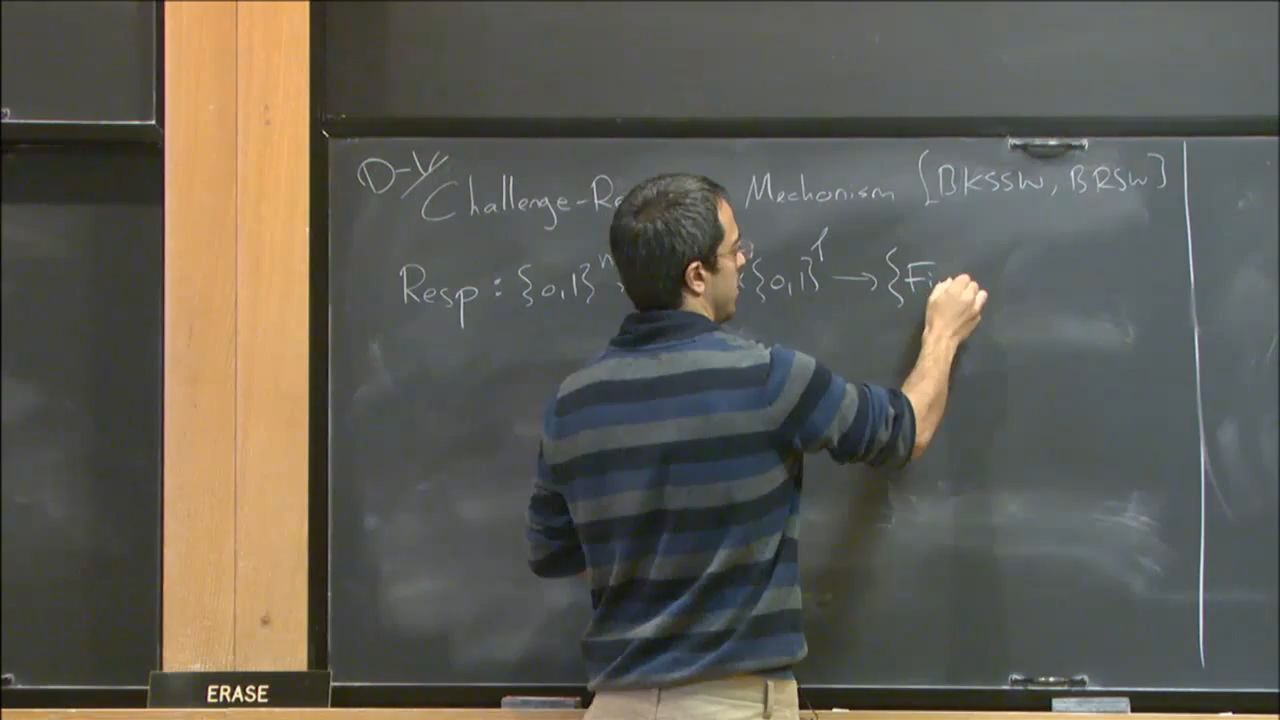 Challenge-Re Mechanism [BKSSW, BRSW]
Resp : {0,1}^n {0,1}^l → {Fi
ERASE